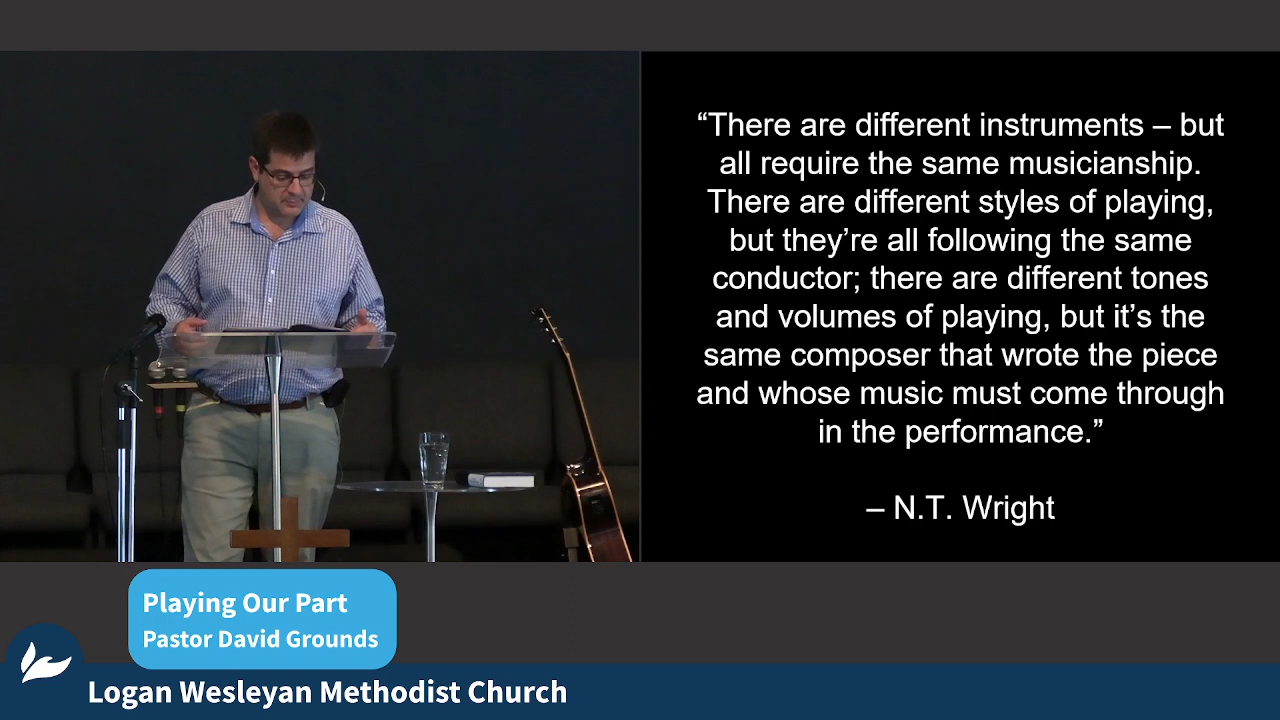 “There are different instruments – but
all require the same musicianship.
There are different styles of playing,
but they’re all following the same
conductor; there are different tones
and volumes of playing, but it’s the
same composer that wrote the piece
and whose music must come through
in the performance.”
– N.T. Wright
Playing Our Part
Pastor David Grounds
Logan Wesleyan Methodist Church